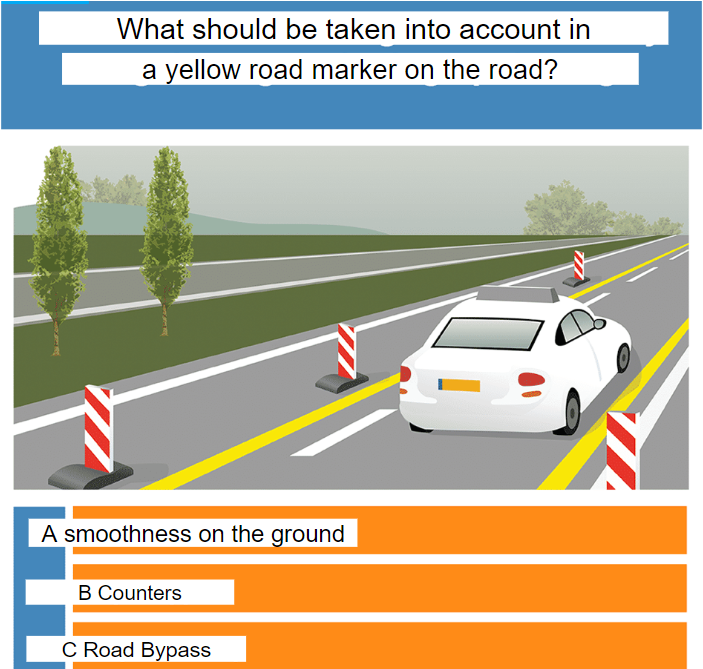 What should be taken into account in
a yellow road marker on the road?
A smoothness on the ground
B Counters
C Road Bypass